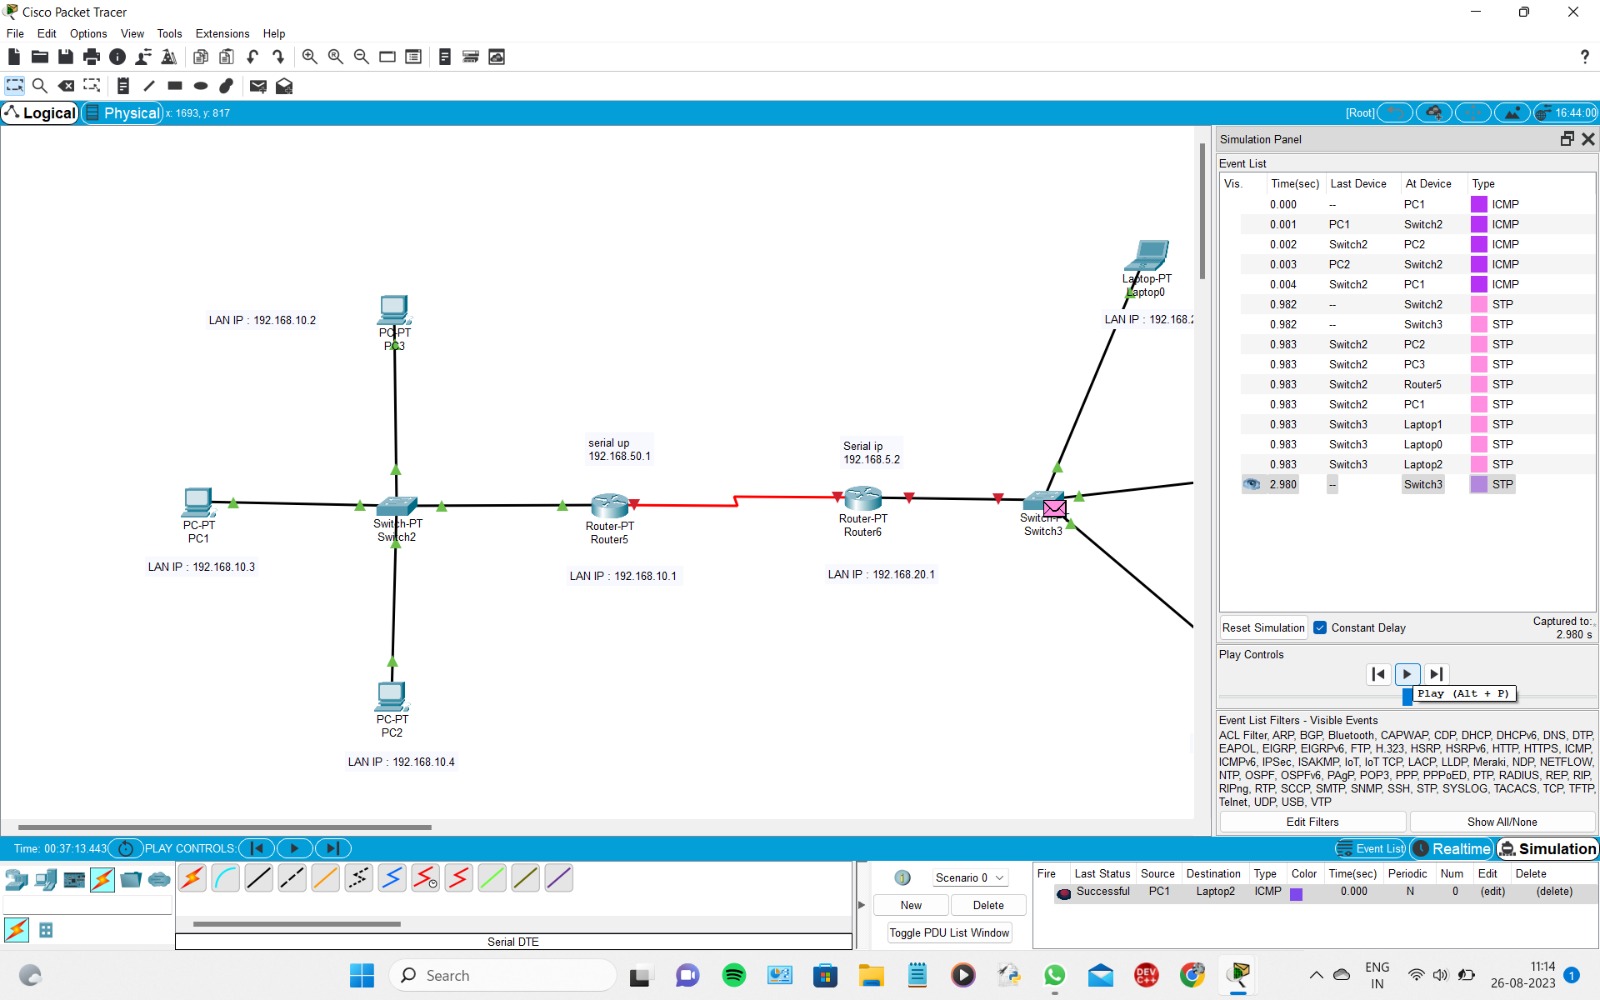 Cisco Packet Tracer
File Edit Options View Tools Extensions Help
?
Logical Physical x: 1693, y: 817 [Root] 16:44:00
Simulation Panel
Event List
Vis. Time(sec) Last Device At Device Type
0.000 -- PC1 ICMP
0.001 PC1 Switch2 ICMP
0.002 Switch2 PC2 ICMP
0.003 PC2 Switch2 ICMP
0.004 Switch2 PC1 ICMP
0.982 -- Switch2 STP
0.982 -- Switch3 STP
0.983 Switch2 PC2 STP
0.983 Switch2 PC3 STP
0.983 Switch2 Router5 STP
0.983 Switch2 PC1 STP
0.983 Switch3 Laptop1 STP
0.983 Switch3 Laptop0 STP
0.983 Switch3 Laptop2 STP
2.980 -- Switch3 STP
Reset Simulation Constant Delay Captured to:
2.980 s
Play Controls
Play (Alt + P)
Event List Filters - Visible Events
ACL Filter, ARP, BGP, Bluetooth, CAPWAP, CDP, DHCP, DHCPv6, DNS, DTP,
EAPOL, EIGRP, EIGRPv6, FTP, H.323, HSRP, HSRPv6, HTTP, HTTPS, ICMP,
ICMPv6, IPSec, ISAKMP, IoT, IoT TCP, LACP, LLDP, Meraki, NDP, NETFLOW,
NTP, OSPF, OSPFv6, PAgP, POP3, PPP, PPPoED, PTP, RADIUS, REP, RIP,
RIPng, RTP, SCCP, SMTP, SNMP, SSH, STP, SYSLOG, TACACS, TCP, TFTP,
Telnet, UDP, USB, VTP
Edit Filters Show All/None
LAN IP : 192.168.10.2
PC-PT
PC3
Laptop-PT
Laptop0
LAN IP : 192.168.2
serial up
192.168.50.1
Serial ip
192.168.5.2
PC-PT
PC1
Switch-PT
Switch2
Router-PT
Router5
Router-PT
Router6
Switch-PT
Switch3
LAN IP : 192.168.10.3
LAN IP : 192.168.10.1
LAN IP : 192.168.20.1
PC-PT
PC2
LAN IP : 192.168.10.4
Time: 00:37:13.443 PLAY CONTROLS: Event List Realtime Simulation
Serial DTE
Scenario 0
New Delete
Toggle PDU List Window
Fire Last Status Source Destination Type Color Time(sec) Periodic Num Edit Delete
Successful PC1 Laptop2 ICMP 0.000 N 0 (edit) (delete)
Search
DEV C++
ENG
IN
11:14
26-08-2023
1